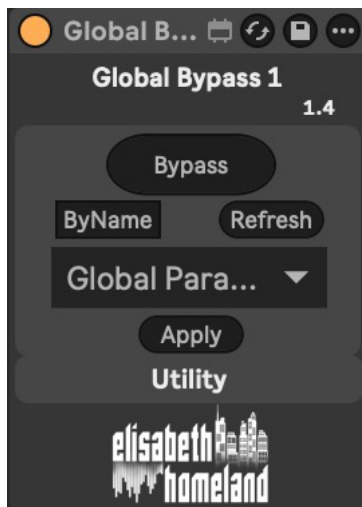 Global B...
Global Bypass 1
1.4
Bypass
ByName
Refresh
Global Para...
Apply
Utility
elisabeth
homeland